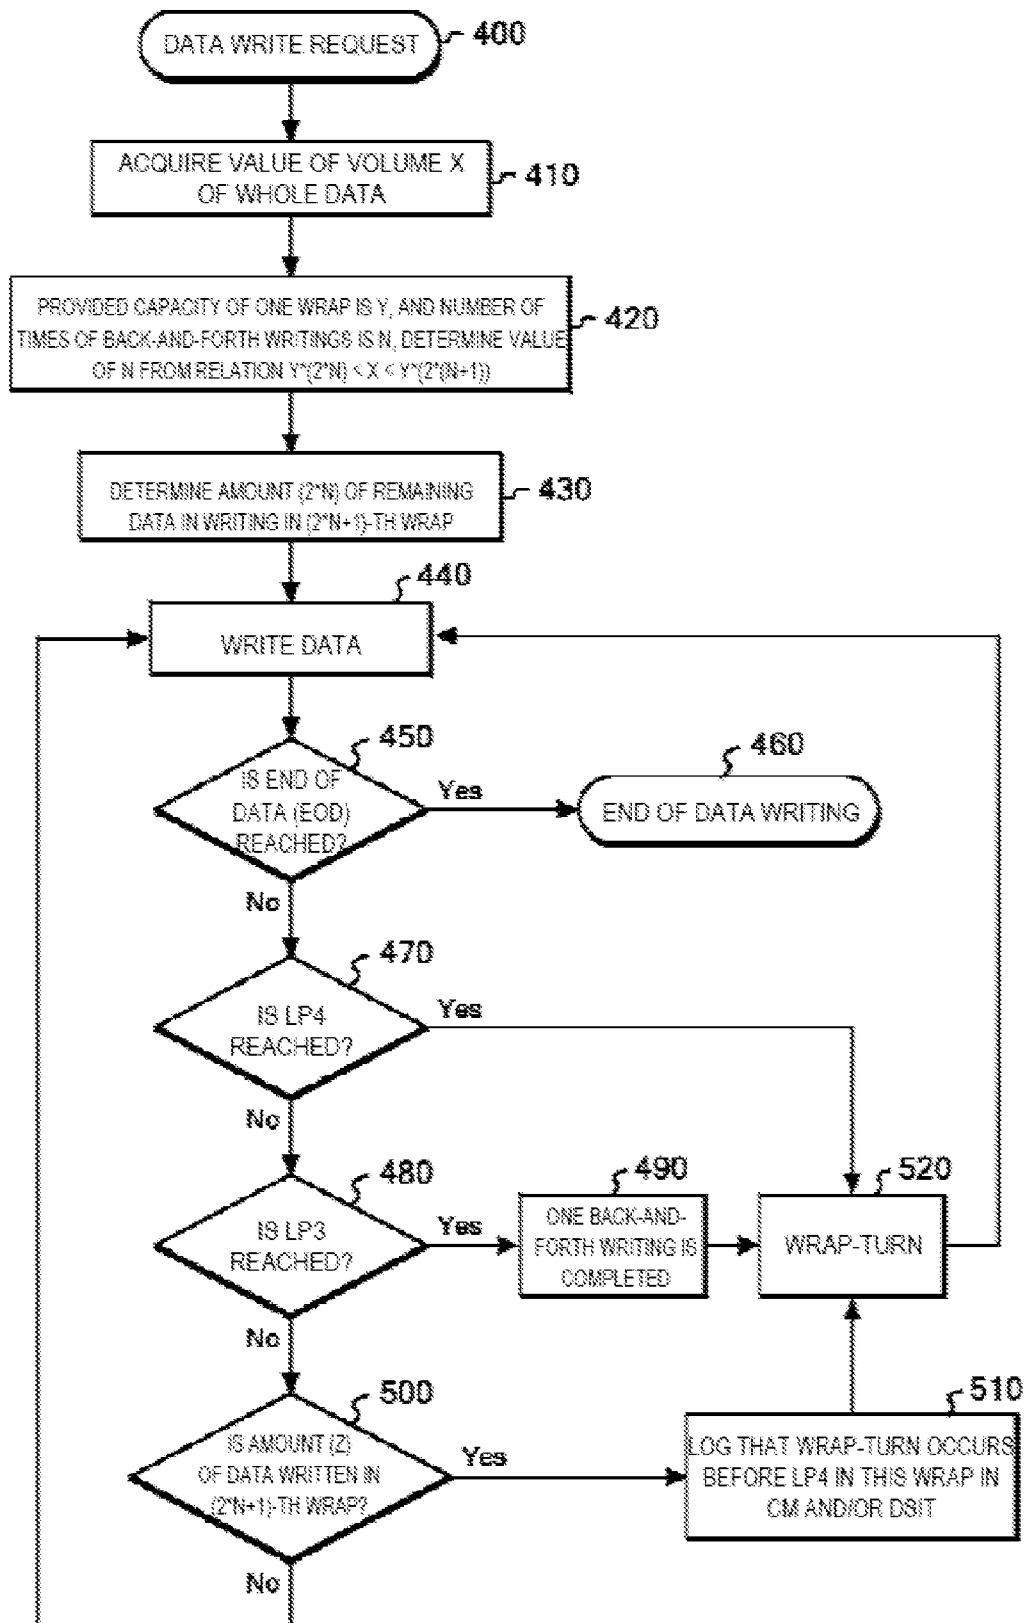 DATA WRITE REQUEST
400
ACQUIRE VALUE OF VOLUME X
OF WHOLE DATA
410
PROVIDED CAPACITY OF ONE WRAP IS Y, AND NUMBER OF
TIMES OF BACK-AND-FORTH WRITINGS IS N, DETERMINE VALUE
OF N FROM RELATION Y*(2*N) < X < Y*(2*(N+1))
420
DETERMINE AMOUNT (2*N) OF REMAINING
DATA IN WRITING IN (2*N+1)-TH WRAP
430
440
WRITE DATA
450
IS END OF
DATA (EOD)
REACHED?
Yes
460
END OF DATA WRITING
No
470
IS LP4
REACHED?
Yes
No
480
IS LP3
REACHED?
Yes
490
ONE BACK-AND-
FORTH WRITING IS
COMPLETED
520
WRAP-TURN
No
500
IS AMOUNT (Z)
OF DATA WRITTEN IN
(2*N+1)-TH WRAP?
Yes
510
LOG THAT WRAP-TURN OCCURS
BEFORE LP4 IN THIS WRAP IN
CM AND/OR DSIT
No